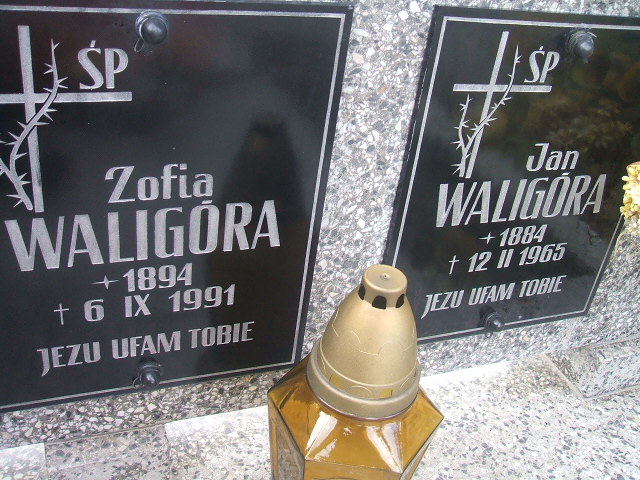 ŚP
Zofia
WALIGÓRA
1894
† 6 IX 1991
JEZU UFAM TOBIE
ŚP
Jan
WALIGÓRA
1884
† 12 II 1965
JEZU UFAM TOBIE